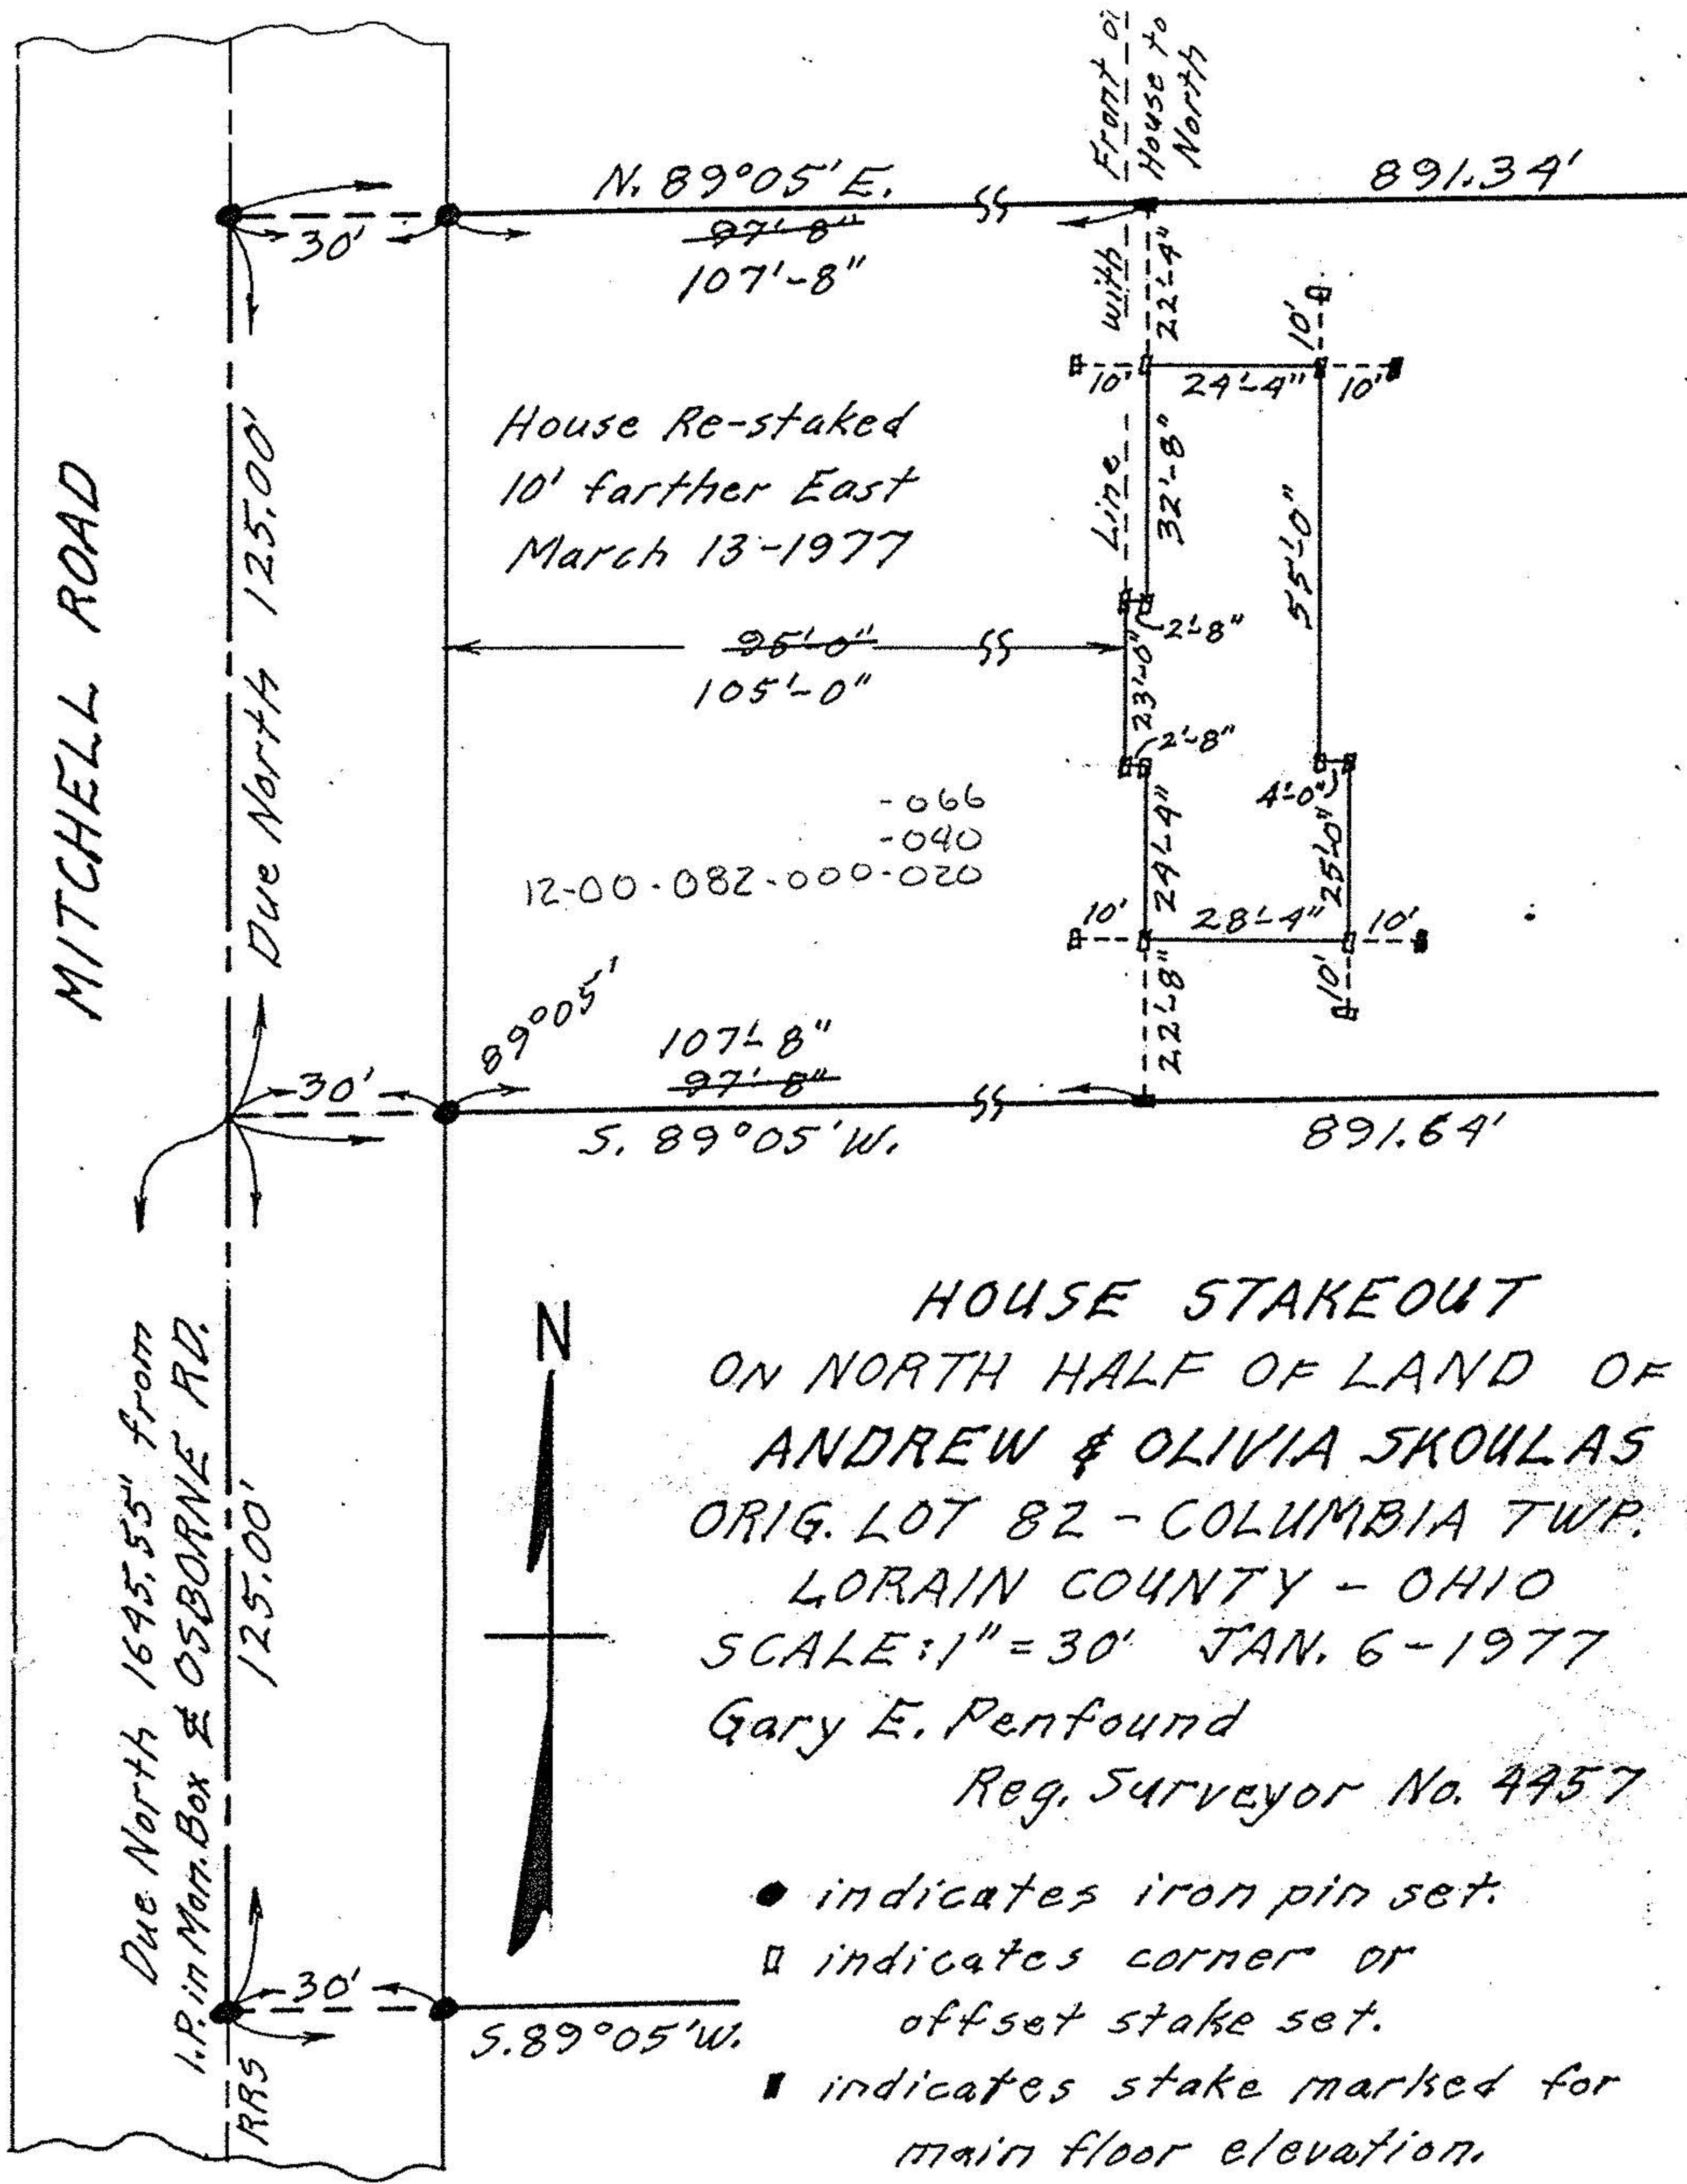 Front of
House to
North
with
Line
N. 89°05' E.
891.34'
30'
97'-8"
107'-8"
22'-4"
10'
10'
24'-4"
10'
House Re-staked
10' farther East
March 13-1977
32'-8"
55'-0"
MITCHELL ROAD
Due North 125.00'
2'-8"
95'-0"
105'-0"
23'-0"
2'-8"
-066
-040
12-00-082-000-020
4'-0"
24'-4"
25'-0"
10'
28'-4"
10'
10'
22'-8"
89°05'
30'
107'-8"
97'-8"
S. 89°05' W.
891.64'
Due North 1645.55' from
I.P. in Mon. Box ℄ OSBORNE RD.
125.00'
N
HOUSE STAKEOUT
ON NORTH HALF OF LAND OF
ANDREW & OLIVIA SKOULAS
ORIG. LOT 82 - COLUMBIA TWP.
LORAIN COUNTY - OHIO
SCALE: 1" = 30' JAN. 6-1977
Gary E. Penfound
Reg. Surveyor No. 4457
indicates iron pin set.
indicates corner or
offset stake set.
indicates stake marked for
main floor elevation.
30'
S. 89°05' W.
RRS